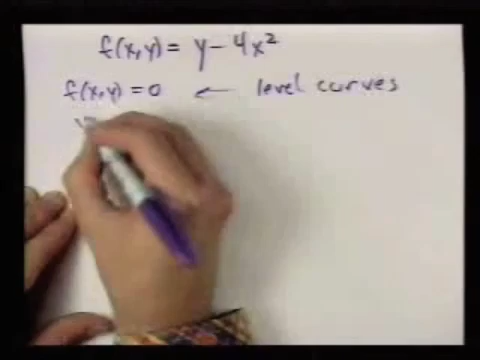 f(x,y) = y - 4x²
f(x,y) = 0 ← level curves